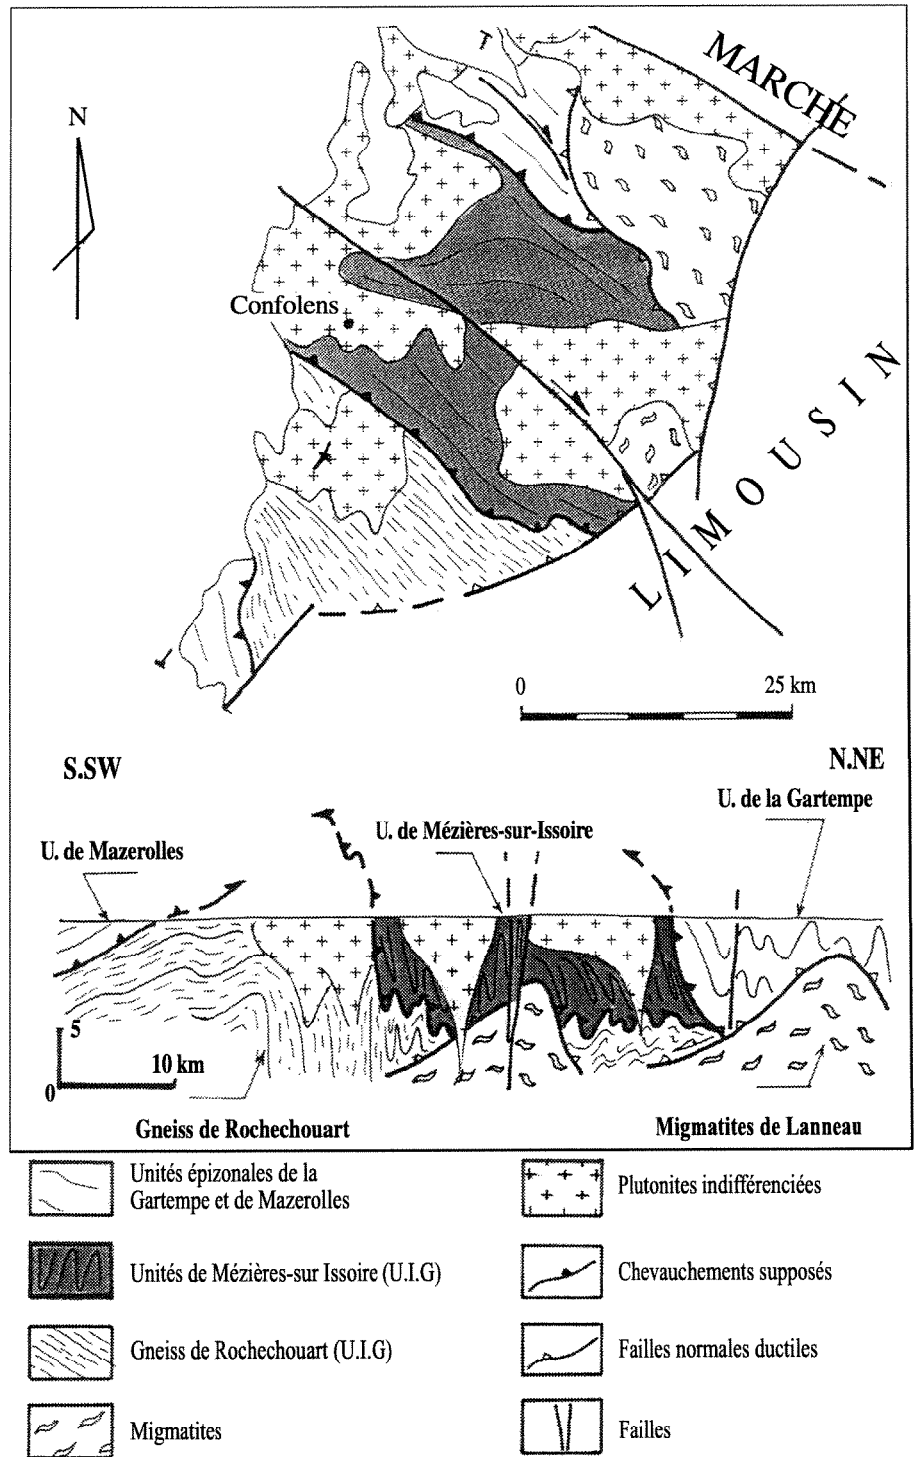 MARCHE
N
Confolens
LIMOUSIN
0 25 km
S.SW N.NE
U. de la Gartempe
U. de Mézières-sur-Issoire
U. de Mazerolles
5
10 km
0
Gneiss de Rochechouart Migmatites de Lanneau
Unités épizonales de la
Gartempe et de Mazerolles
Plutonites indifférenciées
Unités de Mézières-sur Issoire (U.I.G)
Chevauchements supposés
Gneiss de Rochechouart (U.I.G)
Failles normales ductiles
Migmatites
Failles